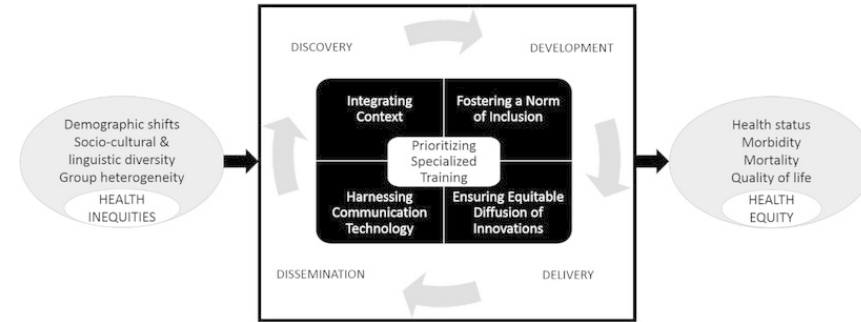 DISCOVERY
DEVELOPMENT
Demographic shifts
Socio-cultural &
linguistic diversity
Group heterogeneity
HEALTH
INEQUITIES
Integrating
Context
Fostering a Norm
of Inclusion
Prioritizing
Specialized
Training
Harnessing
Communication
Technology
Ensuring Equitable
Diffusion of
Innovations
Health status
Morbidity
Mortality
Quality of life
HEALTH
EQUITY
DISSEMINATION
DELIVERY